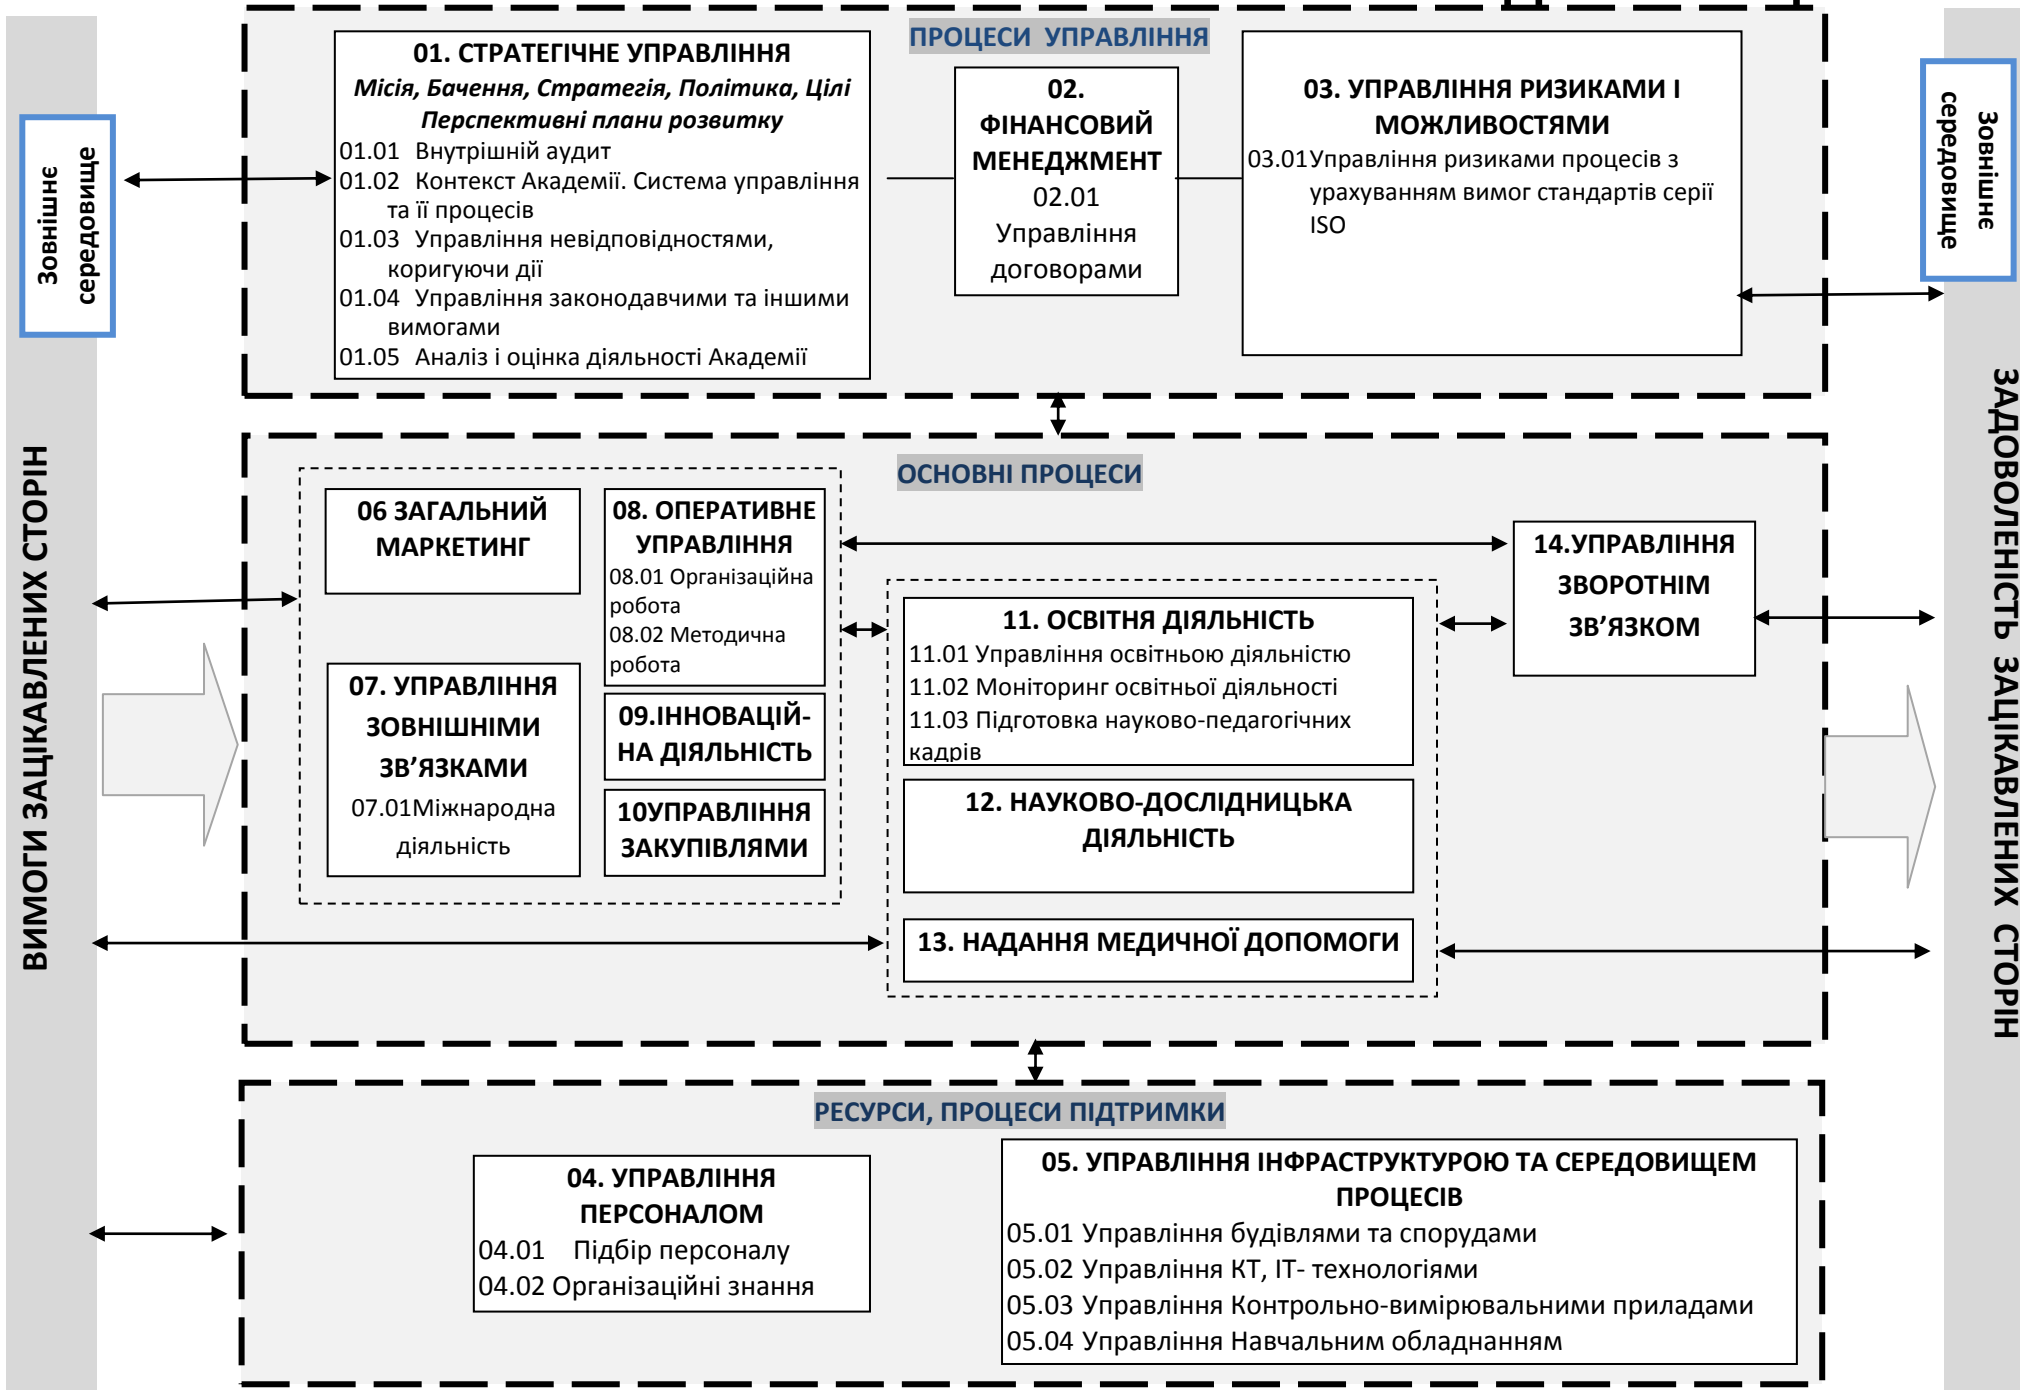 ВИМОГИ ЗАЦІКАВЛЕНИХ СТОРІН
Зовнішнє
середовище
ПРОЦЕСИ УПРАВЛІННЯ
01. СТРАТЕГІЧНЕ УПРАВЛІННЯ
Місія, Бачення, Стратегія, Політика, Цілі
Перспективні плани розвитку
01.01 Внутрішній аудит
01.02 Контекст Академії. Система управління
та її процесів
01.03 Управління невідповідностями,
коригуючи дії
01.04 Управління законодавчими та іншими
вимогами
01.05 Аналіз і оцінка діяльності Академії
02.
ФІНАНСОВИЙ
МЕНЕДЖМЕНТ
02.01
Управління
договорами
03. УПРАВЛІННЯ РИЗИКАМИ І
МОЖЛИВОСТЯМИ
03.01Управління ризиками процесів з
урахуванням вимог стандартів серії
ISO
Зовнішнє
середовище
ЗАДОВОЛЕНІСТЬ ЗАЦІКАВЛЕНИХ СТОРІН
ОСНОВНІ ПРОЦЕСИ
06 ЗАГАЛЬНИЙ
МАРКЕТИНГ
07. УПРАВЛІННЯ
ЗОВНІШНІМИ
ЗВ’ЯЗКАМИ
07.01Міжнародна
діяльність
08. ОПЕРАТИВНЕ
УПРАВЛІННЯ
08.01 Організаційна
робота
08.02 Методична
робота
09.ІННОВАЦІЙ-
НА ДІЯЛЬНІСТЬ
10УПРАВЛІННЯ
ЗАКУПІВЛЯМИ
11. ОСВІТНЯ ДІЯЛЬНІСТЬ
11.01 Управління освітньою діяльністю
11.02 Моніторинг освітньої діяльності
11.03 Підготовка науково-педагогічних
кадрів
12. НАУКОВО-ДОСЛІДНИЦЬКА
ДІЯЛЬНІСТЬ
13. НАДАННЯ МЕДИЧНОЇ ДОПОМОГИ
14.УПРАВЛІННЯ
ЗВОРОТНІМ
ЗВ’ЯЗКОМ
РЕСУРСИ, ПРОЦЕСИ ПІДТРИМКИ
04. УПРАВЛІННЯ
ПЕРСОНАЛОМ
04.01 Підбір персоналу
04.02 Організаційні знання
05. УПРАВЛІННЯ ІНФРАСТРУКТУРОЮ ТА СЕРЕДОВИЩЕМ
ПРОЦЕСІВ
05.01 Управління будівлями та спорудами
05.02 Управління КТ, ІТ- технологіями
05.03 Управління Контрольно-вимірювальними приладами
05.04 Управління Навчальним обладнанням